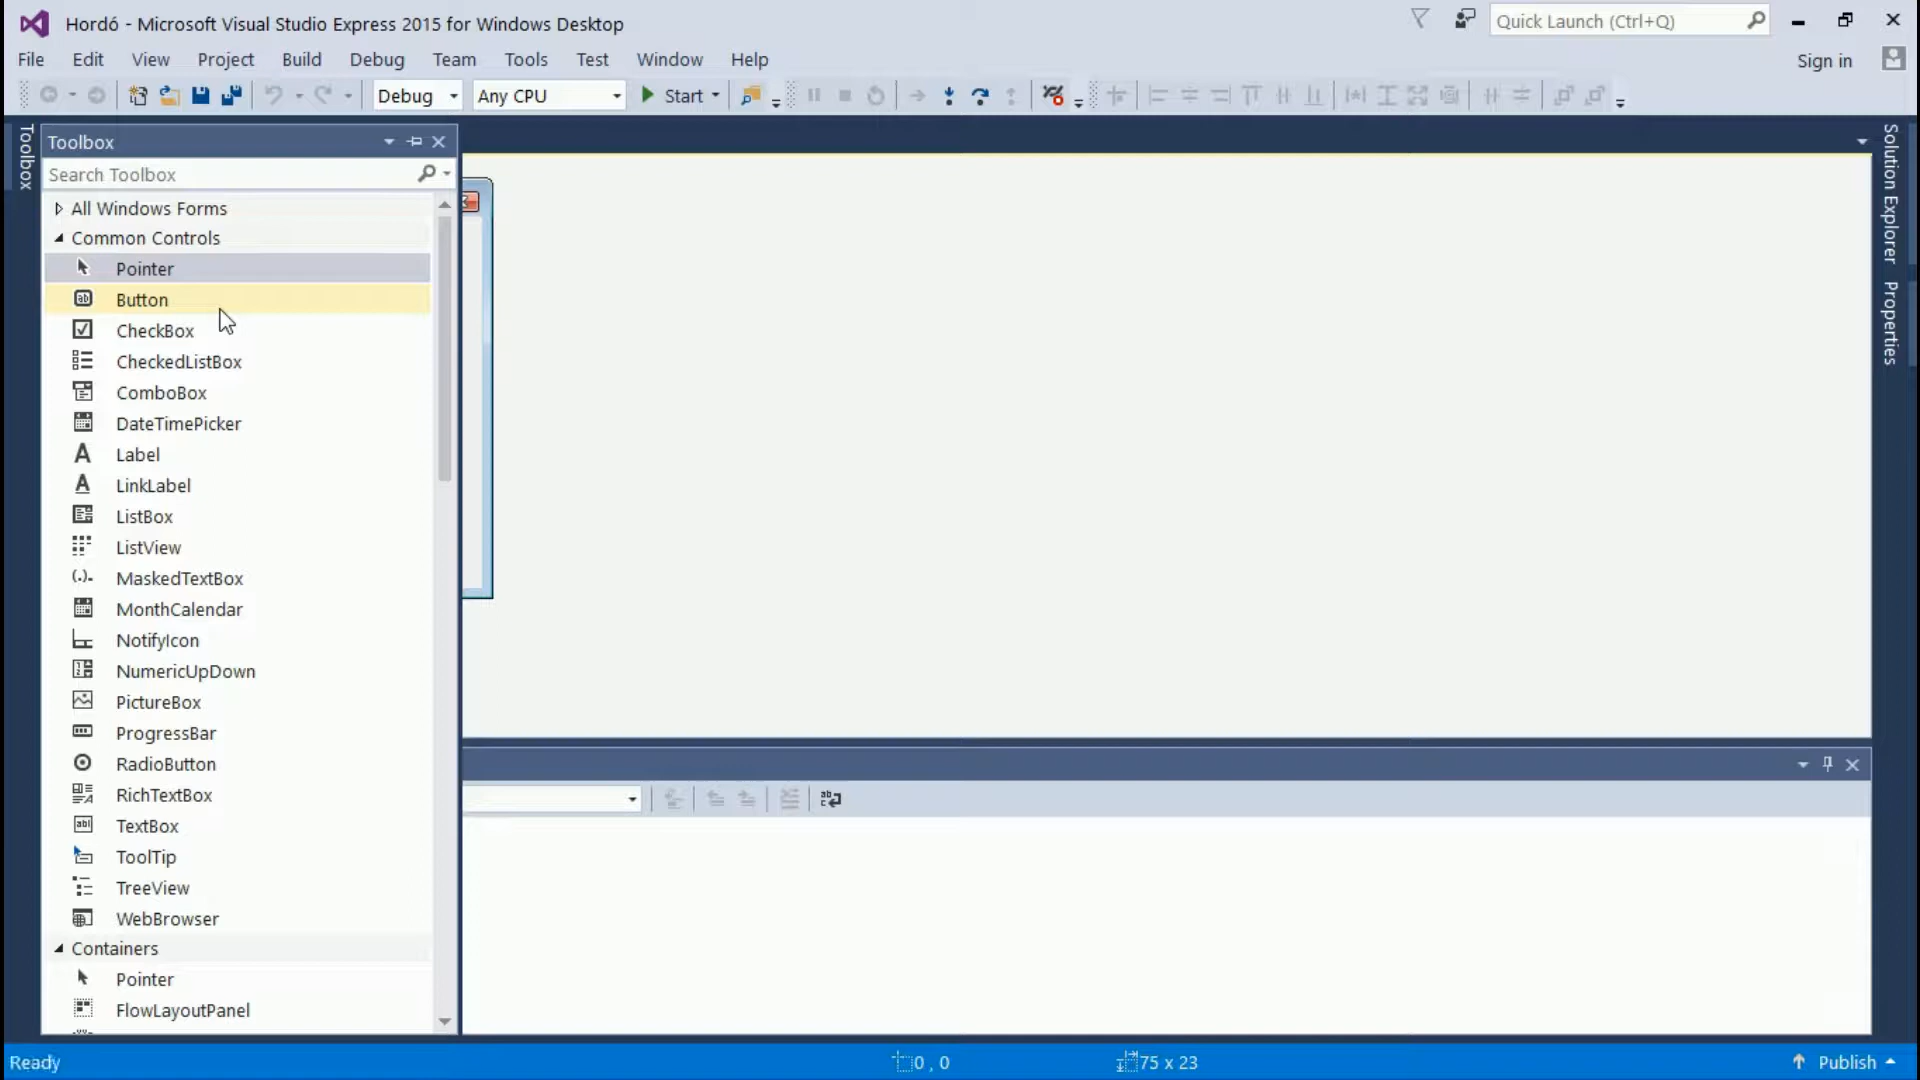 Hordó - Microsoft Visual Studio Express 2015 for Windows Desktop
Quick Launch (Ctrl+Q)
File Edit View Project Build Debug Team Tools Test Window Help
Sign in
Debug Any CPU Start
Toolbox
Toolbox
Search Toolbox
All Windows Forms
Common Controls
Pointer
Button
CheckBox
CheckedListBox
ComboBox
DateTimePicker
Label
LinkLabel
ListBox
ListView
MaskedTextBox
MonthCalendar
NotifyIcon
NumericUpDown
PictureBox
ProgressBar
RadioButton
RichTextBox
TextBox
ToolTip
TreeView
WebBrowser
Containers
Pointer
FlowLayoutPanel
Solution Explorer
Properties
Ready
0 , 0
75 x 23
Publish